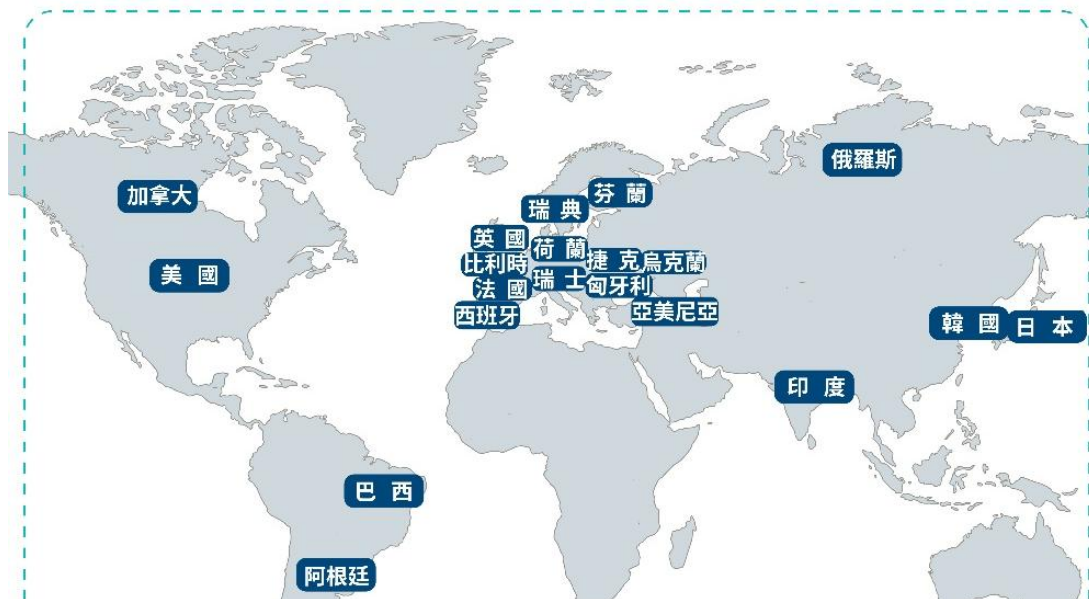 俄羅斯
加拿大
芬蘭
瑞典
英國
荷蘭
比利時
捷克
烏克蘭
美國
瑞士
法國
匈牙利
西班牙
亞美尼亞
韓國
日本
印度
巴西
阿根廷